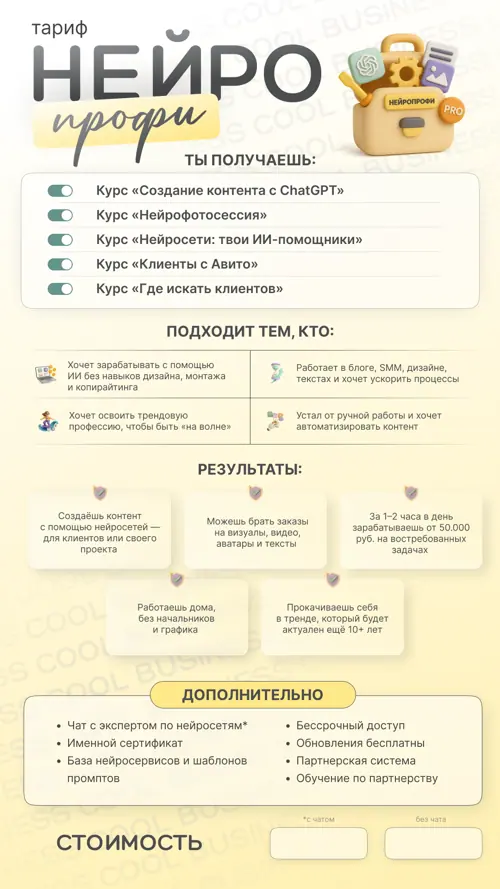 тариф
НЕЙРО
профи
НЕЙРОПРОФИ
PRO
ТЫ ПОЛУЧАЕШЬ:
Курс «Создание контента с ChatGPT»
Курс «Нейрофотосессия»
Курс «Нейросети: твои ИИ-помощники»
Курс «Клиенты с Авито»
Курс «Где искать клиентов»
ПОДХОДИТ ТЕМ, КТО:
Хочет зарабатывать с помощью
ИИ без навыков дизайна, монтажа
и копирайтинга
Работает в блоге, SMM, дизайне,
текстах и хочет ускорить процессы
Хочет освоить трендовую
профессию, чтобы быть «на волне»
Устал от ручной работы и хочет
автоматизировать контент
РЕЗУЛЬТАТЫ:
Создаёшь контент
с помощью нейросетей —
для клиентов или своего
проекта
Можешь брать заказы
на визуалы, видео,
аватары и тексты
За 1–2 часа в день
зарабатываешь от 50.000
руб. на востребованных
задачах
Работаешь дома,
без начальников
и графика
Прокачиваешь себя
в тренде, который будет
актуален ещё 10+ лет
ДОПОЛНИТЕЛЬНО
• Чат с экспертом по нейросетям*
• Именной сертификат
• База нейросервисов и шаблонов
промптов
• Бессрочный доступ
• Обновления бесплатны
• Партнерская система
• Обучение по партнерству
СТОИМОСТЬ
*с чатом
без чата